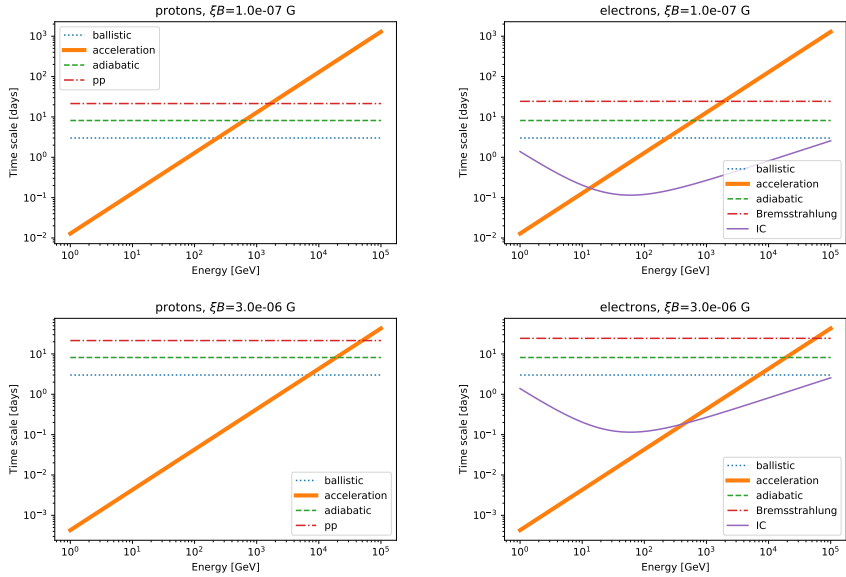 protons, ξB=1.0e-07 G
Time scale [days]
10³
10²
10¹
10⁰
10⁻¹
10⁻²
ballistic
acceleration
adiabatic
pp
10⁰ 10¹ 10² 10³ 10⁴ 10⁵
Energy [GeV]
electrons, ξB=1.0e-07 G
Time scale [days]
10³
10²
10¹
10⁰
10⁻¹
10⁻²
ballistic
acceleration
adiabatic
Bremsstrahlung
IC
10⁰ 10¹ 10² 10³ 10⁴ 10⁵
Energy [GeV]
protons, ξB=3.0e-06 G
Time scale [days]
10¹
10⁰
10⁻¹
10⁻²
10⁻³
ballistic
acceleration
adiabatic
pp
10⁰ 10¹ 10² 10³ 10⁴ 10⁵
Energy [GeV]
electrons, ξB=3.0e-06 G
Time scale [days]
10¹
10⁰
10⁻¹
10⁻²
10⁻³
ballistic
acceleration
adiabatic
Bremsstrahlung
IC
10⁰ 10¹ 10² 10³ 10⁴ 10⁵
Energy [GeV]